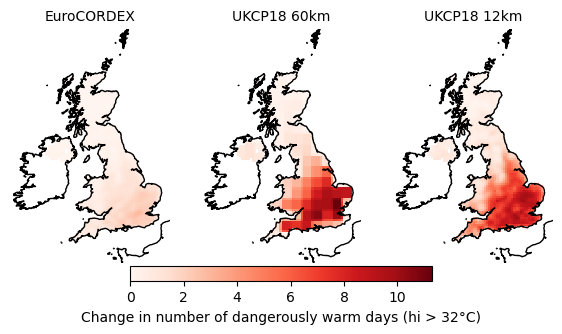 EuroCORDEX UKCP18 60km UKCP18 12km
0 2 4 6 8 10
Change in number of dangerously warm days (hi > 32°C)